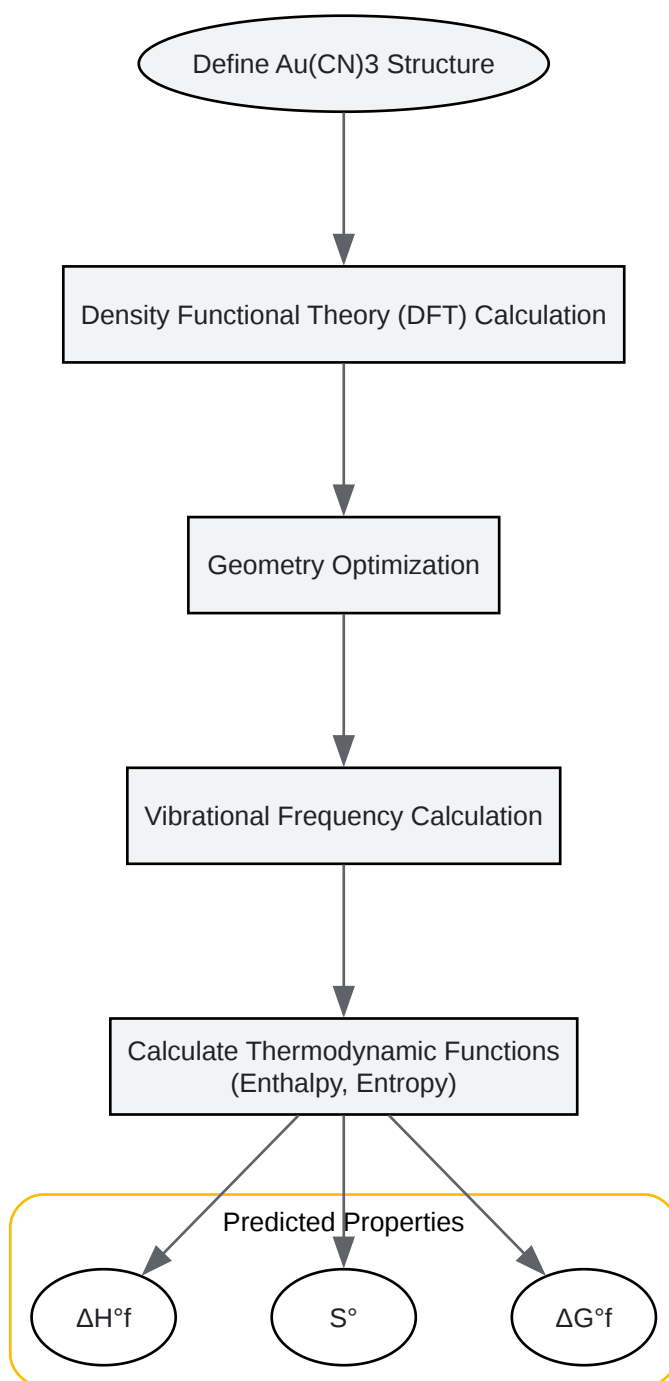 Define Au(CN)3 Structure
Density Functional Theory (DFT) Calculation
Geometry Optimization
Vibrational Frequency Calculation
Calculate Thermodynamic Functions
(Enthalpy, Entropy)
Predicted Properties
ΔH°f
S°
ΔG°f